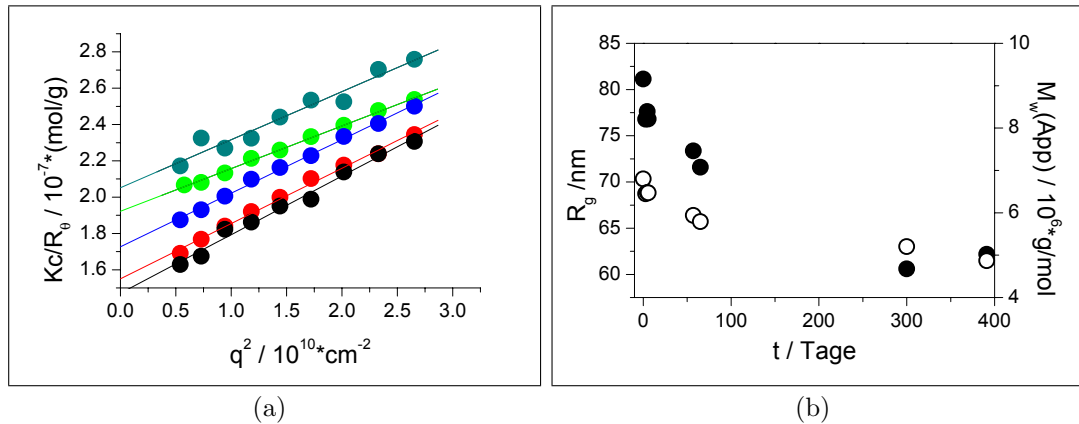 2.8
2.6
2.4
2.2
2.0
1.8
1.6
Kc/R_θ / 10^-7*(mol/g)
0.0 0.5 1.0 1.5 2.0 2.5 3.0
q^2 / 10^10*cm^-2
(a)
85
80
75
70
65
60
R_g /nm
10
8
6
4
M_w(App) / 10^6*g/mol
0 100 200 300 400
t / Tage
(b)